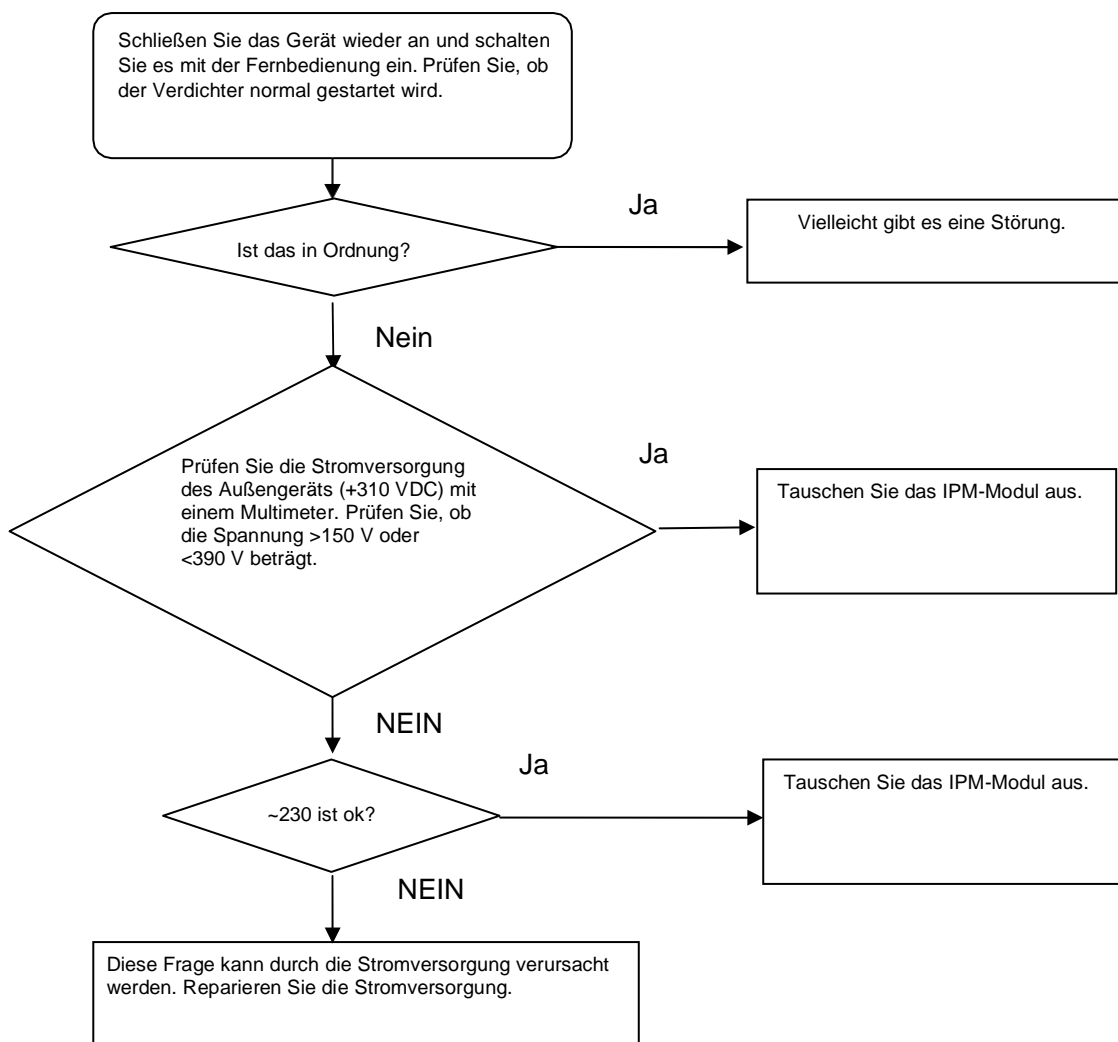 Schließen Sie das Gerät wieder an und schalten
Sie es mit der Fernbedienung ein. Prüfen Sie, ob
der Verdichter normal gestartet wird.
Ja
Vielleicht gibt es eine Störung.
Ist das in Ordnung?
Nein
Ja
Prüfen Sie die Stromversorgung
des Außengeräts (+310 VDC) mit
einem Multimeter. Prüfen Sie, ob
die Spannung >150 V oder
<390 V beträgt.
Tauschen Sie das IPM-Modul aus.
NEIN
Ja
Tauschen Sie das IPM-Modul aus.
~230 ist ok?
NEIN
Diese Frage kann durch die Stromversorgung verursacht
werden. Reparieren Sie die Stromversorgung.